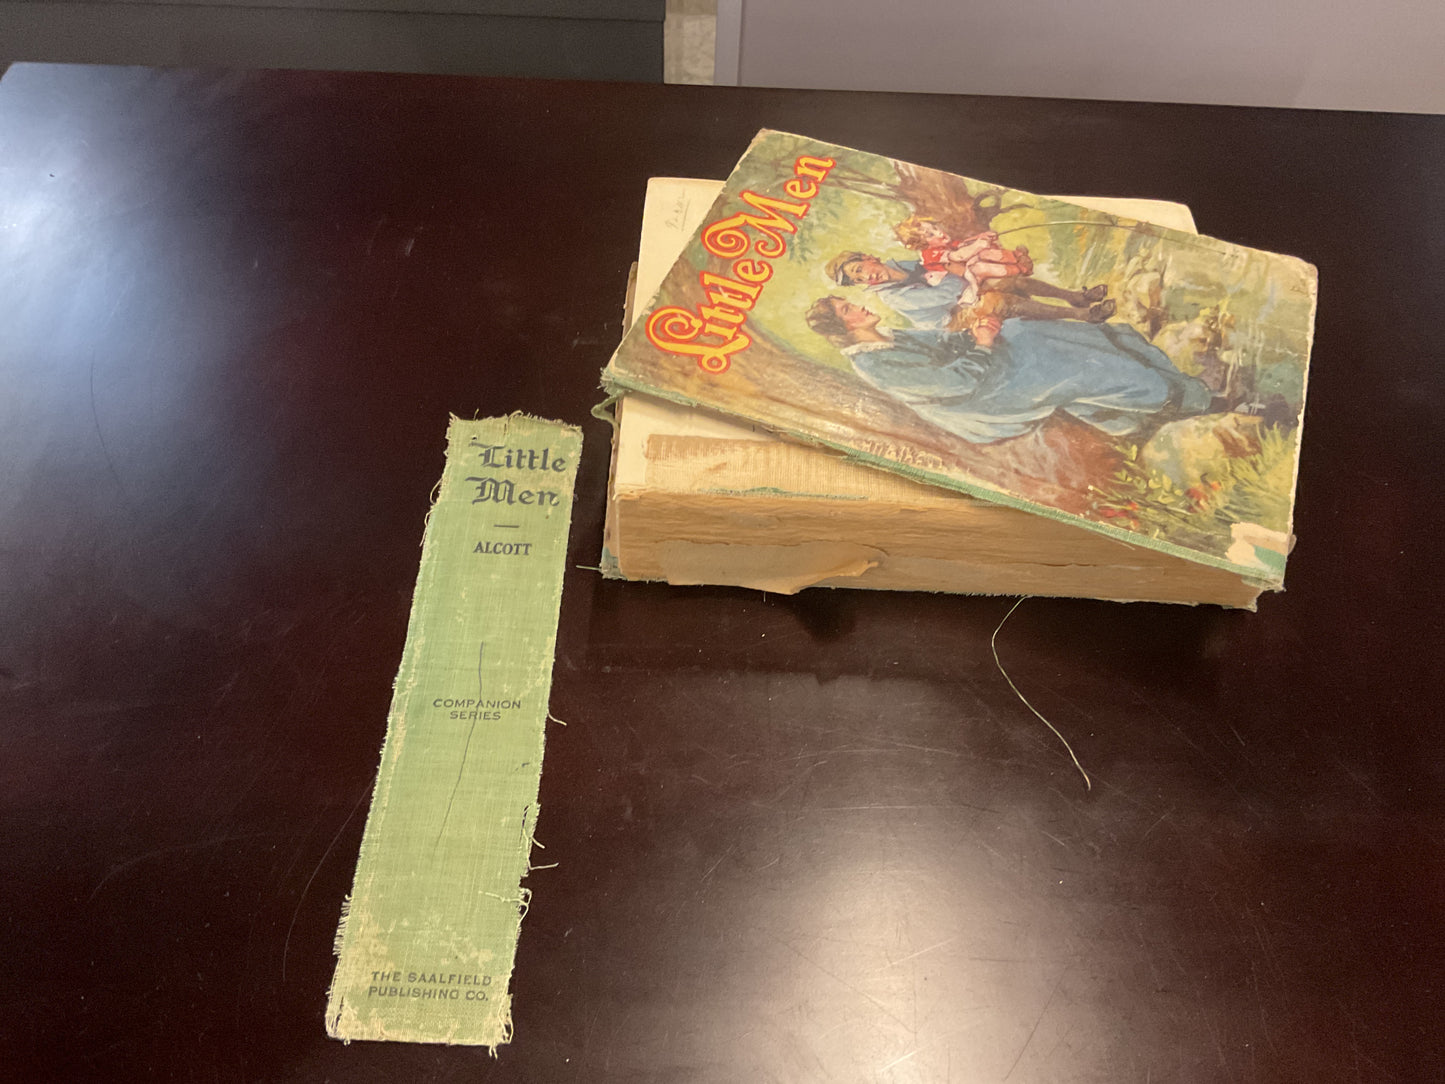 Little
Men
ALCOTT
COMPANION
SERIES
THE SAALFIELD
PUBLISHING CO.
Little Men